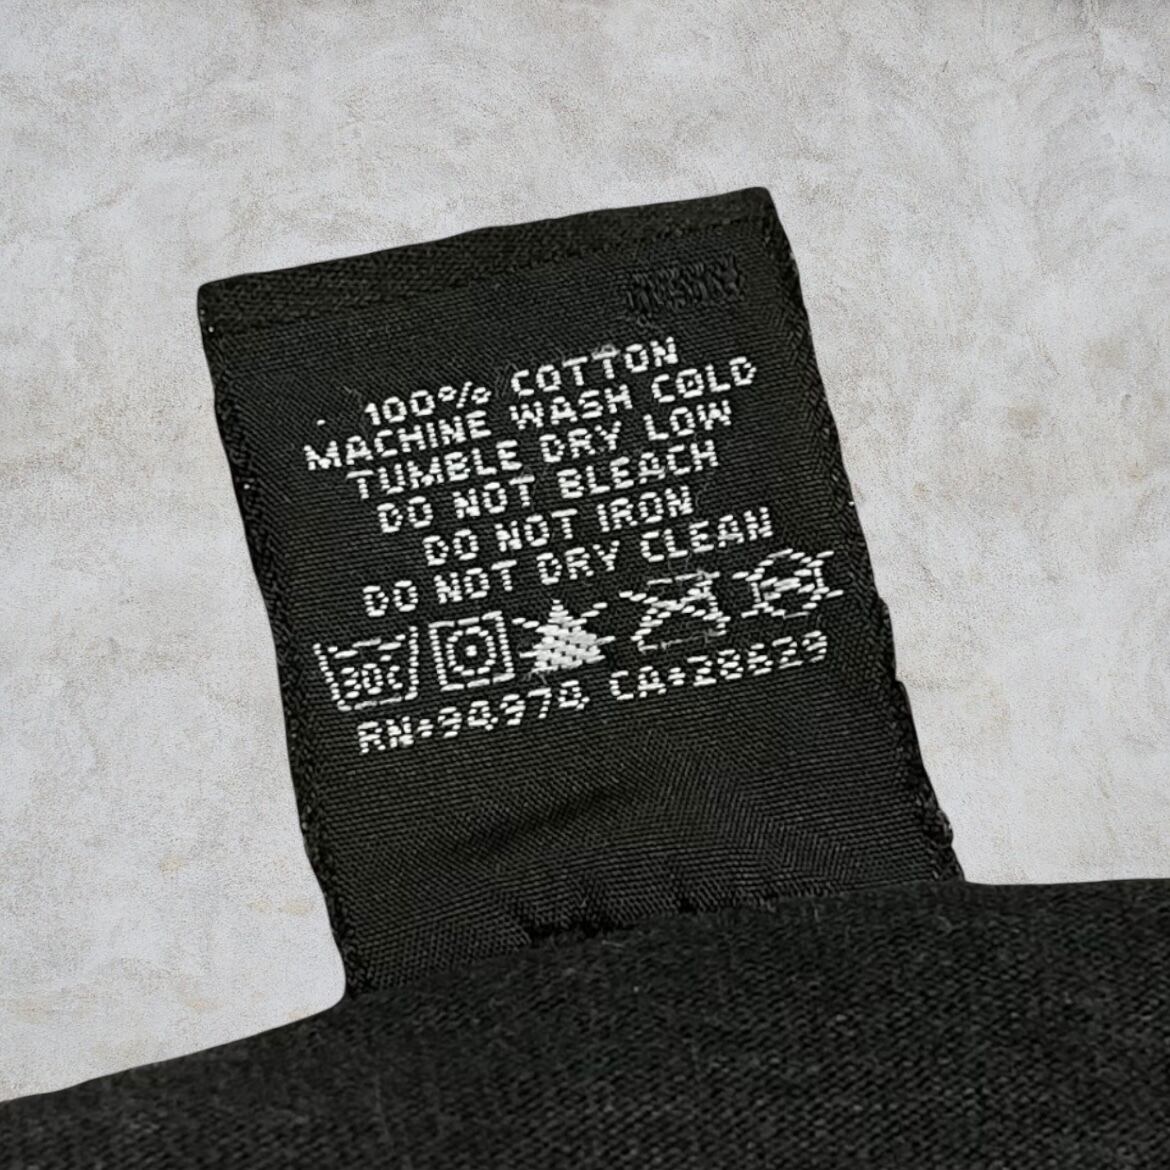 100% COTTON
MACHINE WASH COLD
TUMBLE DRY LOW
DO NOT BLEACH
DO NOT IRON
DO NOT DRY CLEAN
30C
RN*94974 CA*28629